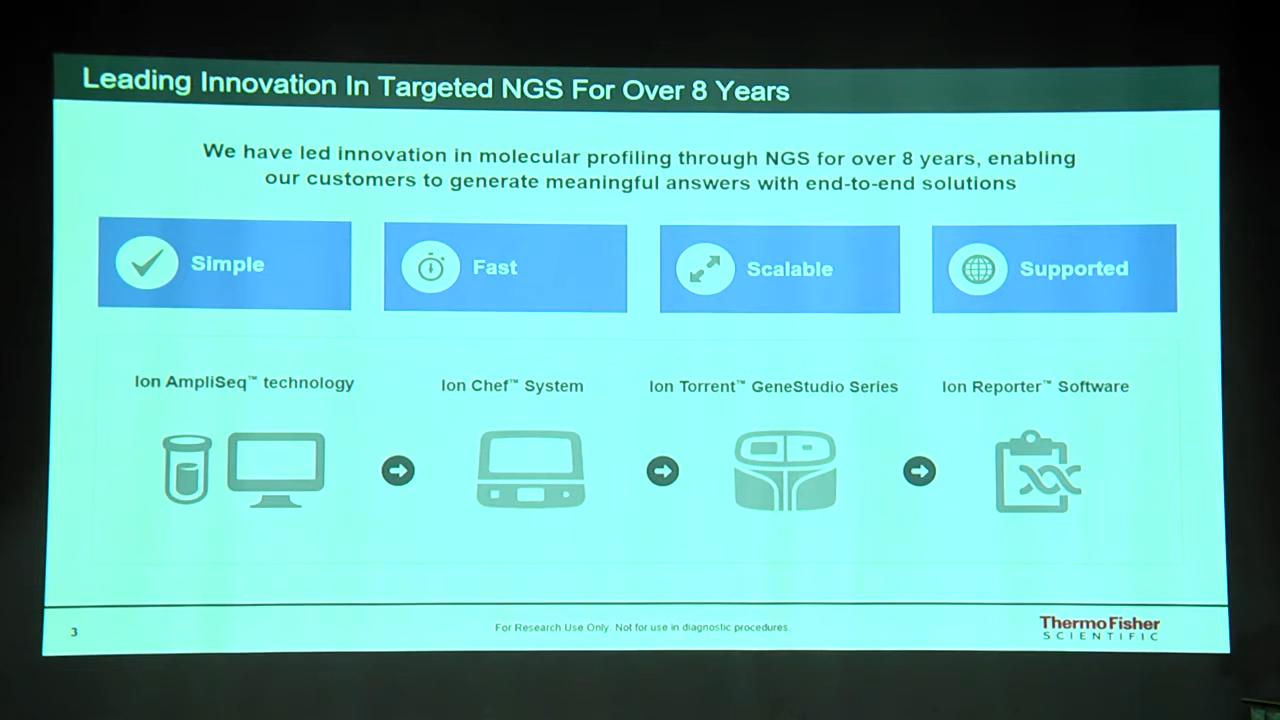 Leading Innovation In Targeted NGS For Over 8 Years
We have led innovation in molecular profiling through NGS for over 8 years, enabling
our customers to generate meaningful answers with end-to-end solutions
Simple
Fast
Scalable
Supported
Ion AmpliSeq™ technology
Ion Chef™ System
Ion Torrent™ GeneStudio Series
Ion Reporter™ Software
3
For Research Use Only. Not for use in diagnostic procedures.
ThermoFisher
SCIENTIFIC